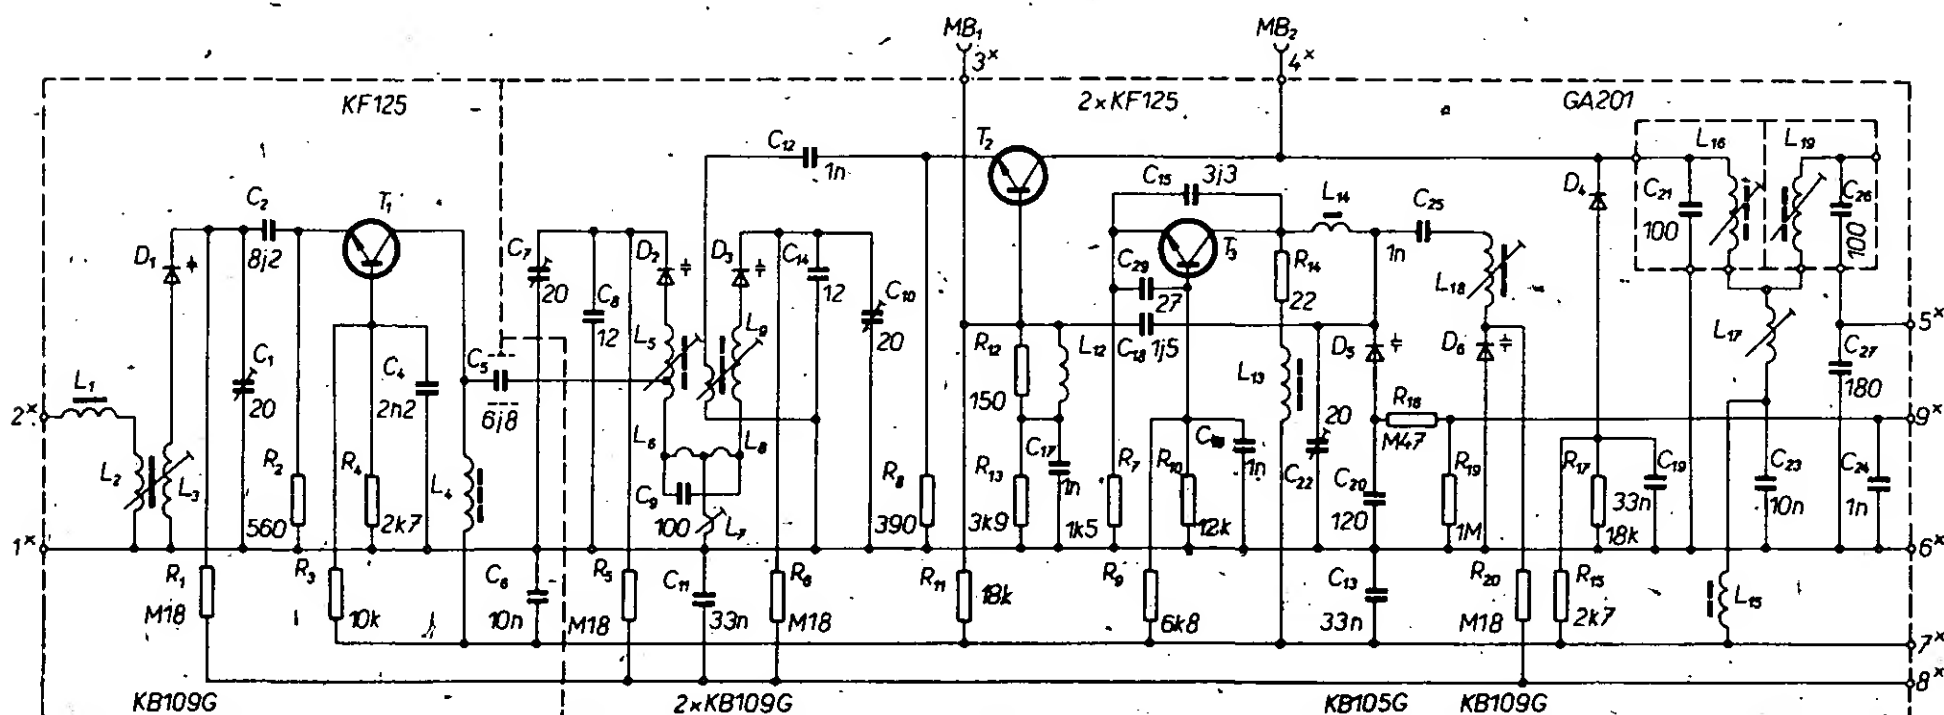 MB₁
MB₂
3ˣ
4ˣ
KF125
2×KF125
GA201
C₁₂
1n
T₂
C₁₅
3j3
L₁₄
C₂₅
1n
D₄
L₁₆
L₁₉
C₂₁
100
C₂₆
100
C₂
8j2
T₁
D₁
C₇
20
D₂
D₃
C₁₄
12
C₈
12
C₁₀
20
C₂₉
27
T₃
R₁₄
22
L₁₈
L₁₇
5ˣ
L₁
C₁
20
C₄
2n2
C₅
6j8
L₅
L₉
R₁₂
150
L₁₂
C₁₈
1j5
L₁₃
D₅
D₆
C₂₇
180
2ˣ
L₂
L₃
R₂
560
R₄
2k7
L₄
L₆
L₈
C₉
100
L₇
R₈
390
R₁₃
3k9
C₁₇
1n
R₇
1k5
R₁₀
12k
1n
20
C₂₂
R₁₈
M47
C₂₀
120
R₁₉
1M
R₁₇
18k
C₁₉
33n
C₂₃
10n
C₂₄
1n
9ˣ
1ˣ
6ˣ
R₁
M18
R₃
10k
C₆
10n
R₅
M18
C₁₁
33n
R₆
M18
R₁₁
18k
R₉
6k8
C₁₃
33n
R₂₀
M18
R₁₅
2k7
L₁₅
7ˣ
8ˣ
KB109G
2×KB109G
KB105G
KB109G